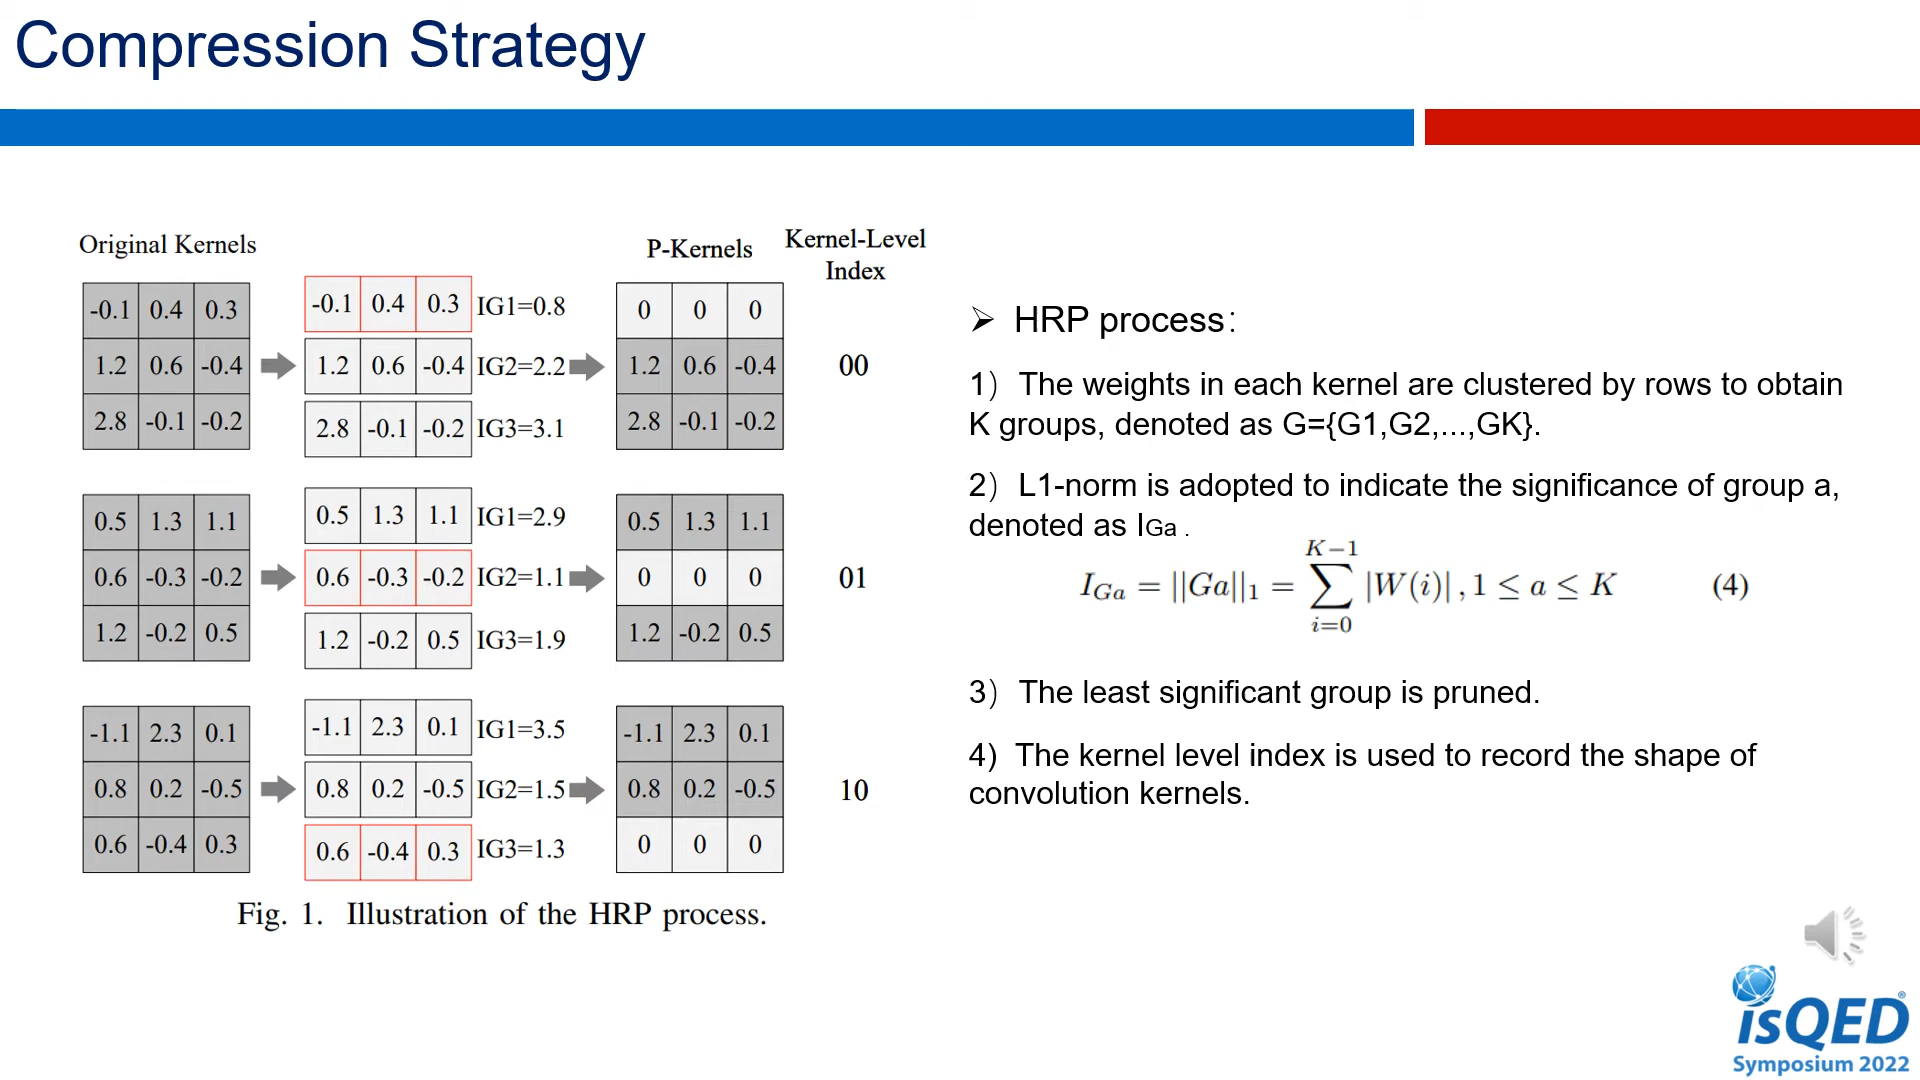 Compression Strategy
Original Kernels
P-Kernels
Kernel-Level
Index
-0.1 0.4 0.3
1.2 0.6 -0.4
2.8 -0.1 -0.2
-0.1 0.4 0.3 IG1=0.8
1.2 0.6 -0.4 IG2=2.2
2.8 -0.1 -0.2 IG3=3.1
0 0 0
1.2 0.6 -0.4
2.8 -0.1 -0.2
00
0.5 1.3 1.1
0.6 -0.3 -0.2
1.2 -0.2 0.5
0.5 1.3 1.1 IG1=2.9
0.6 -0.3 -0.2 IG2=1.1
1.2 -0.2 0.5 IG3=1.9
0.5 1.3 1.1
0 0 0
1.2 -0.2 0.5
01
-1.1 2.3 0.1
0.8 0.2 -0.5
0.6 -0.4 0.3
-1.1 2.3 0.1 IG1=3.5
0.8 0.2 -0.5 IG2=1.5
0.6 -0.4 0.3 IG3=1.3
-1.1 2.3 0.1
0.8 0.2 -0.5
0 0 0
10
Fig. 1. Illustration of the HRP process.
➢ HRP process：
1）The weights in each kernel are clustered by rows to obtain
K groups, denoted as G={G1,G2,...,GK}.
2）L1-norm is adopted to indicate the significance of group a,
denoted as IGa .
I_{Ga} = ||Ga||_1 = \sum_{i=0}^{K-1} |W(i)| , 1 ≤ a ≤ K (4)
3）The least significant group is pruned.
4) The kernel level index is used to record the shape of
convolution kernels.
isQED®
Symposium 2022